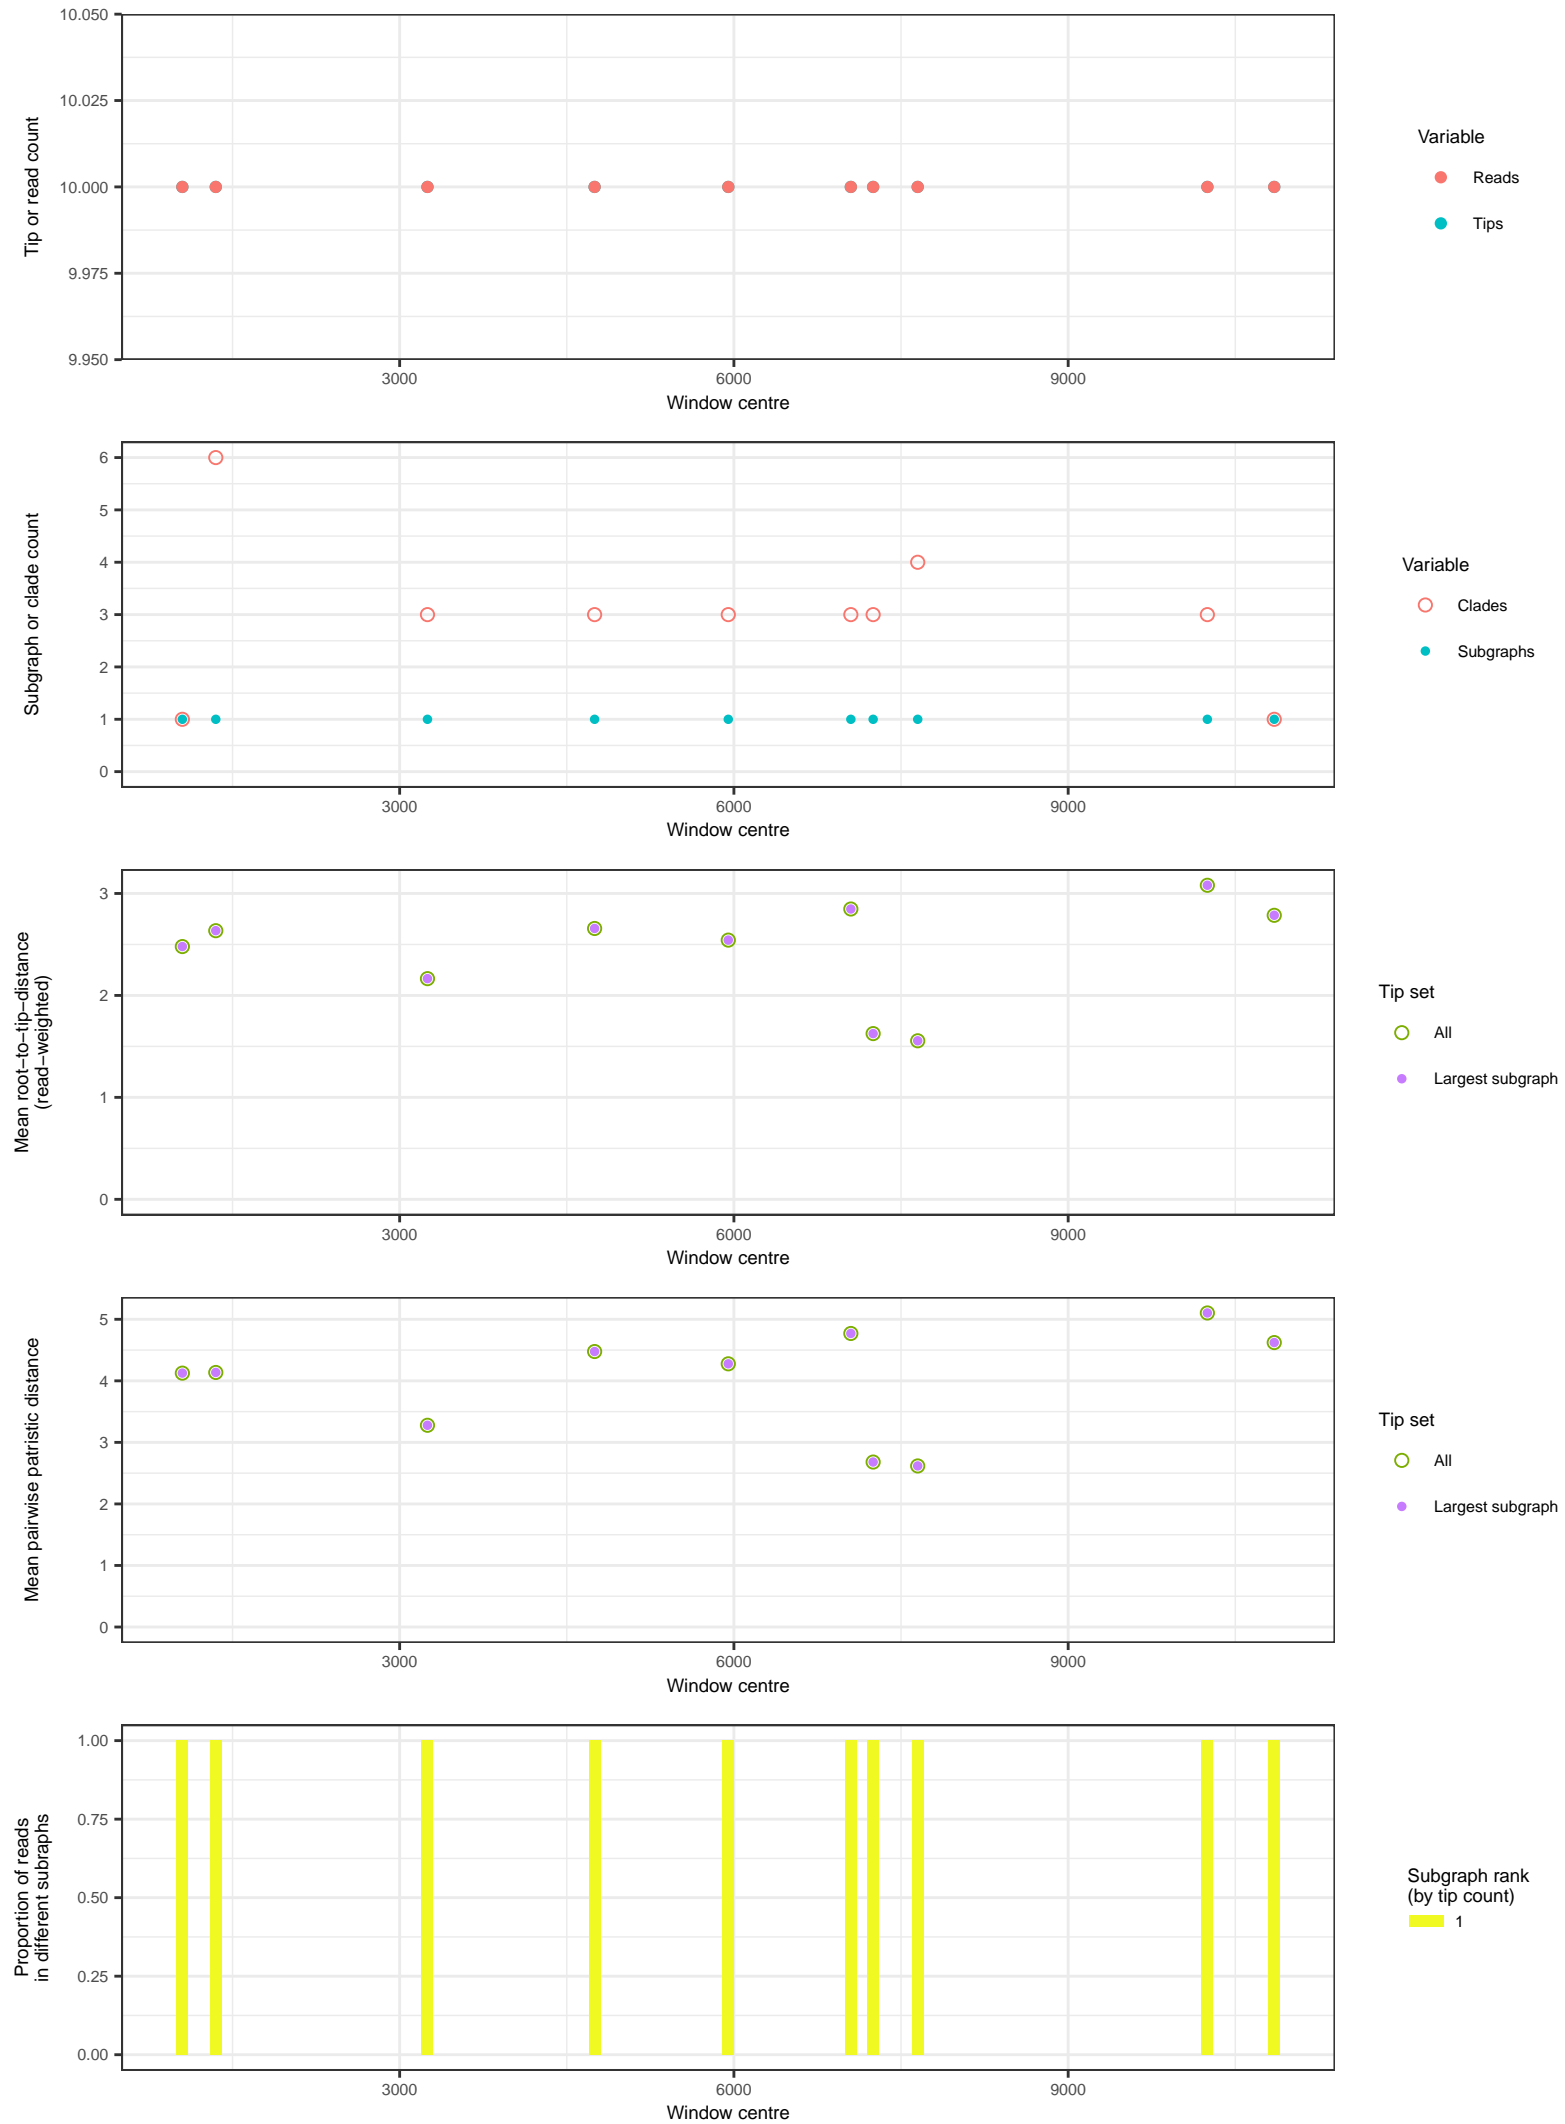 10.050
10.025
10.000
9.975
9.950
Tip or read count
3000 6000 9000
Window centre
Variable
Reads
Tips
6
5
4
3
2
1
0
Subgraph or clade count
3000 6000 9000
Window centre
Variable
Clades
Subgraphs
3
2
1
0
Mean root−to−tip−distance
(read−weighted)
3000 6000 9000
Window centre
Tip set
All
Largest subgraph
5
4
3
2
1
0
Mean pairwise patristic distance
3000 6000 9000
Window centre
Tip set
All
Largest subgraph
1.00
0.75
0.50
0.25
0.00
Proportion of reads
in different subraphs
3000 6000 9000
Window centre
Subgraph rank
(by tip count)
1